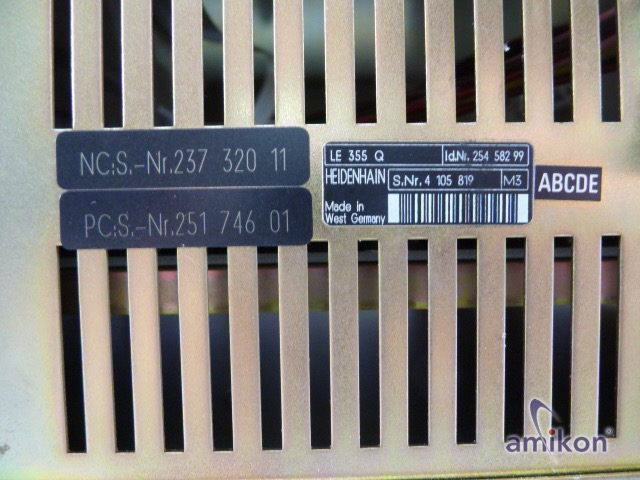 NC:S.-Nr.237 320 11
PC:S.-Nr.251 746 01
LE 355 Q Id.Nr. 254 582 99
HEIDENHAIN S.Nr. 4 105 819 M3
Made in
West Germany
ABCDE
amikon®